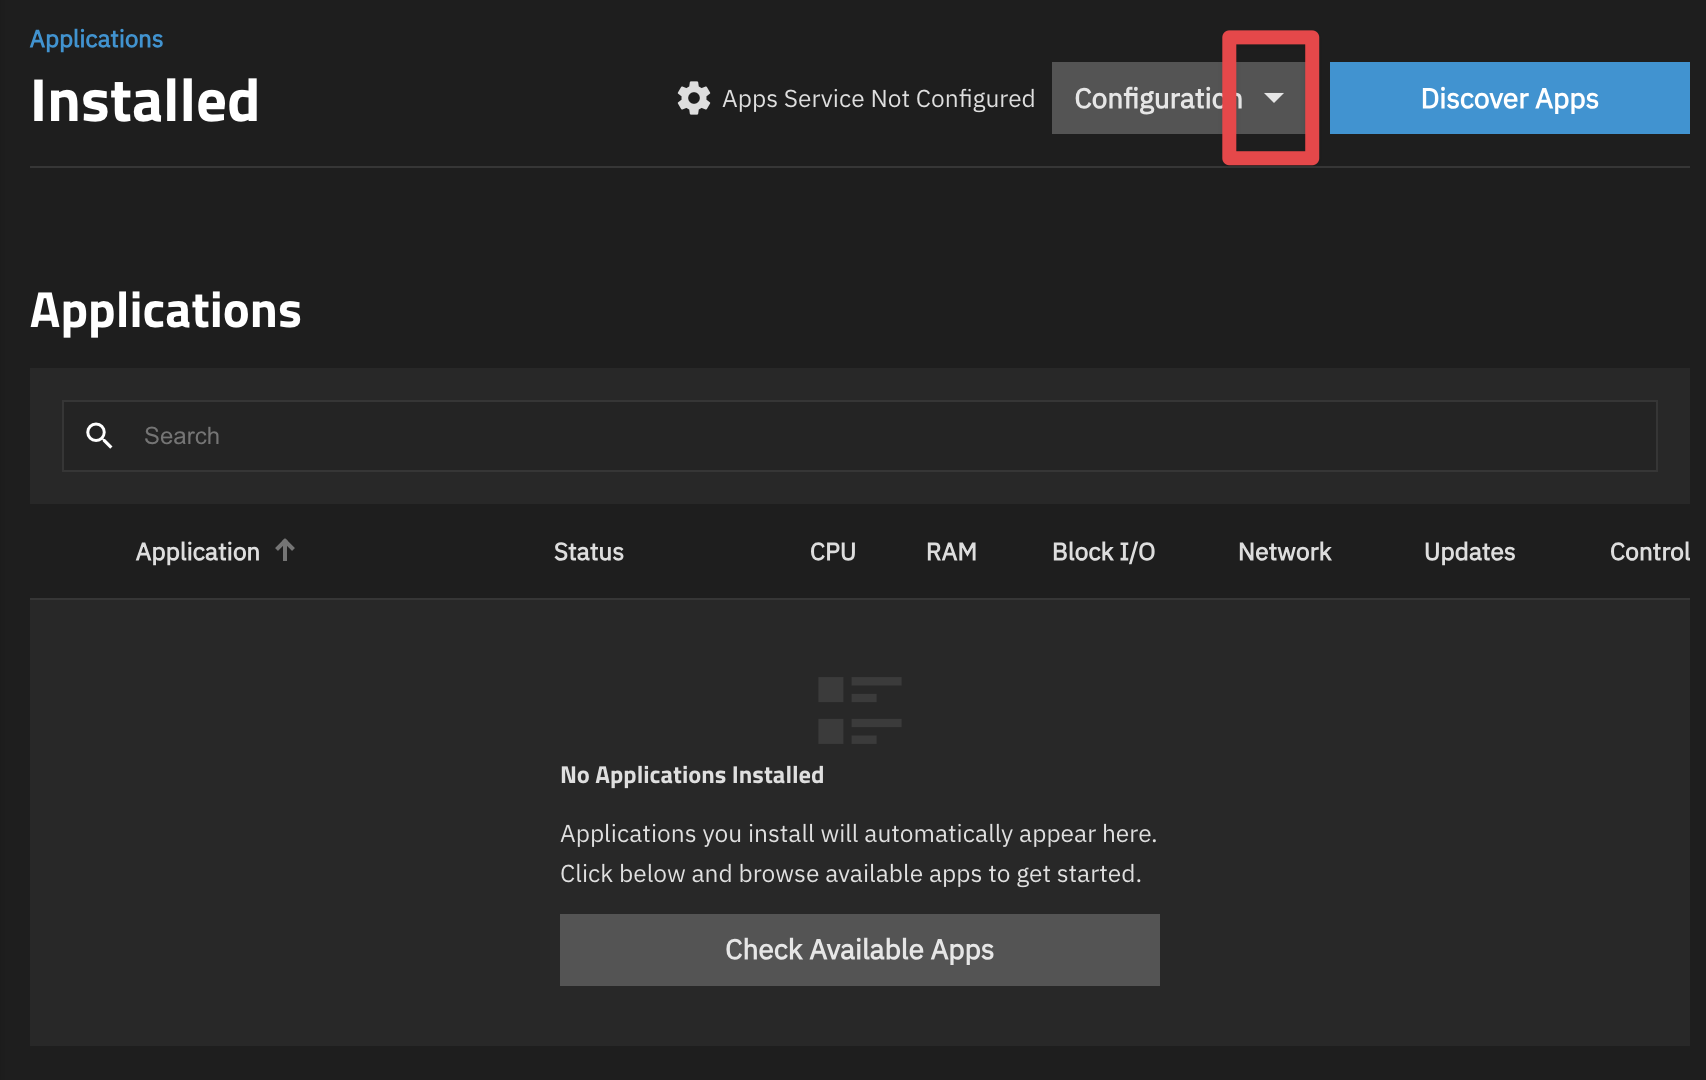 Applications
Installed
Apps Service Not Configured
Configuration
Discover Apps
Applications
Search
Application
Status
CPU
RAM
Block I/O
Network
Updates
Control
No Applications Installed
Applications you install will automatically appear here.
Click below and browse available apps to get started.
Check Available Apps